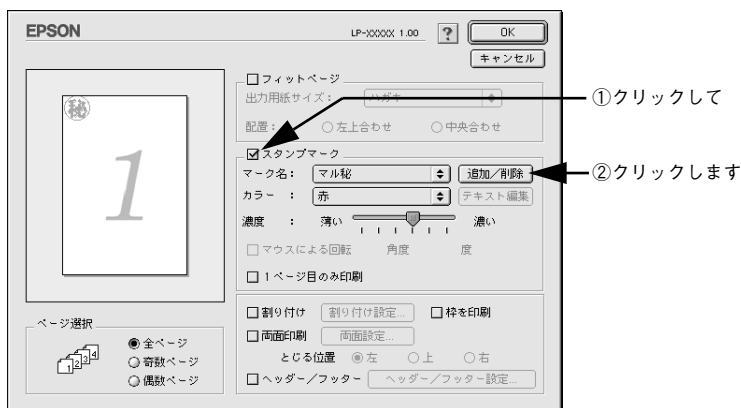 EPSON
LP-XXXXX 1.00
?
OK
キャンセル
㊙
1
フィットページ
出力用紙サイズ： ハガキ
配置： 左上合わせ 中央合わせ
①クリックして
スタンプマーク
マーク名： マル秘 追加／削除
②クリックします
カラー ： 赤 テキスト編集
濃度 ： 薄い 濃い
マウスによる回転 角度 度
1ページ目のみ印刷
割り付け 割り付け設定... 枠を印刷
両面印刷 両面設定...
とじる位置 左 上 右
ヘッダー／フッター ヘッダー／フッター設定...
ページ選択
1 2 3 4
全ページ
奇数ページ
偶数ページ